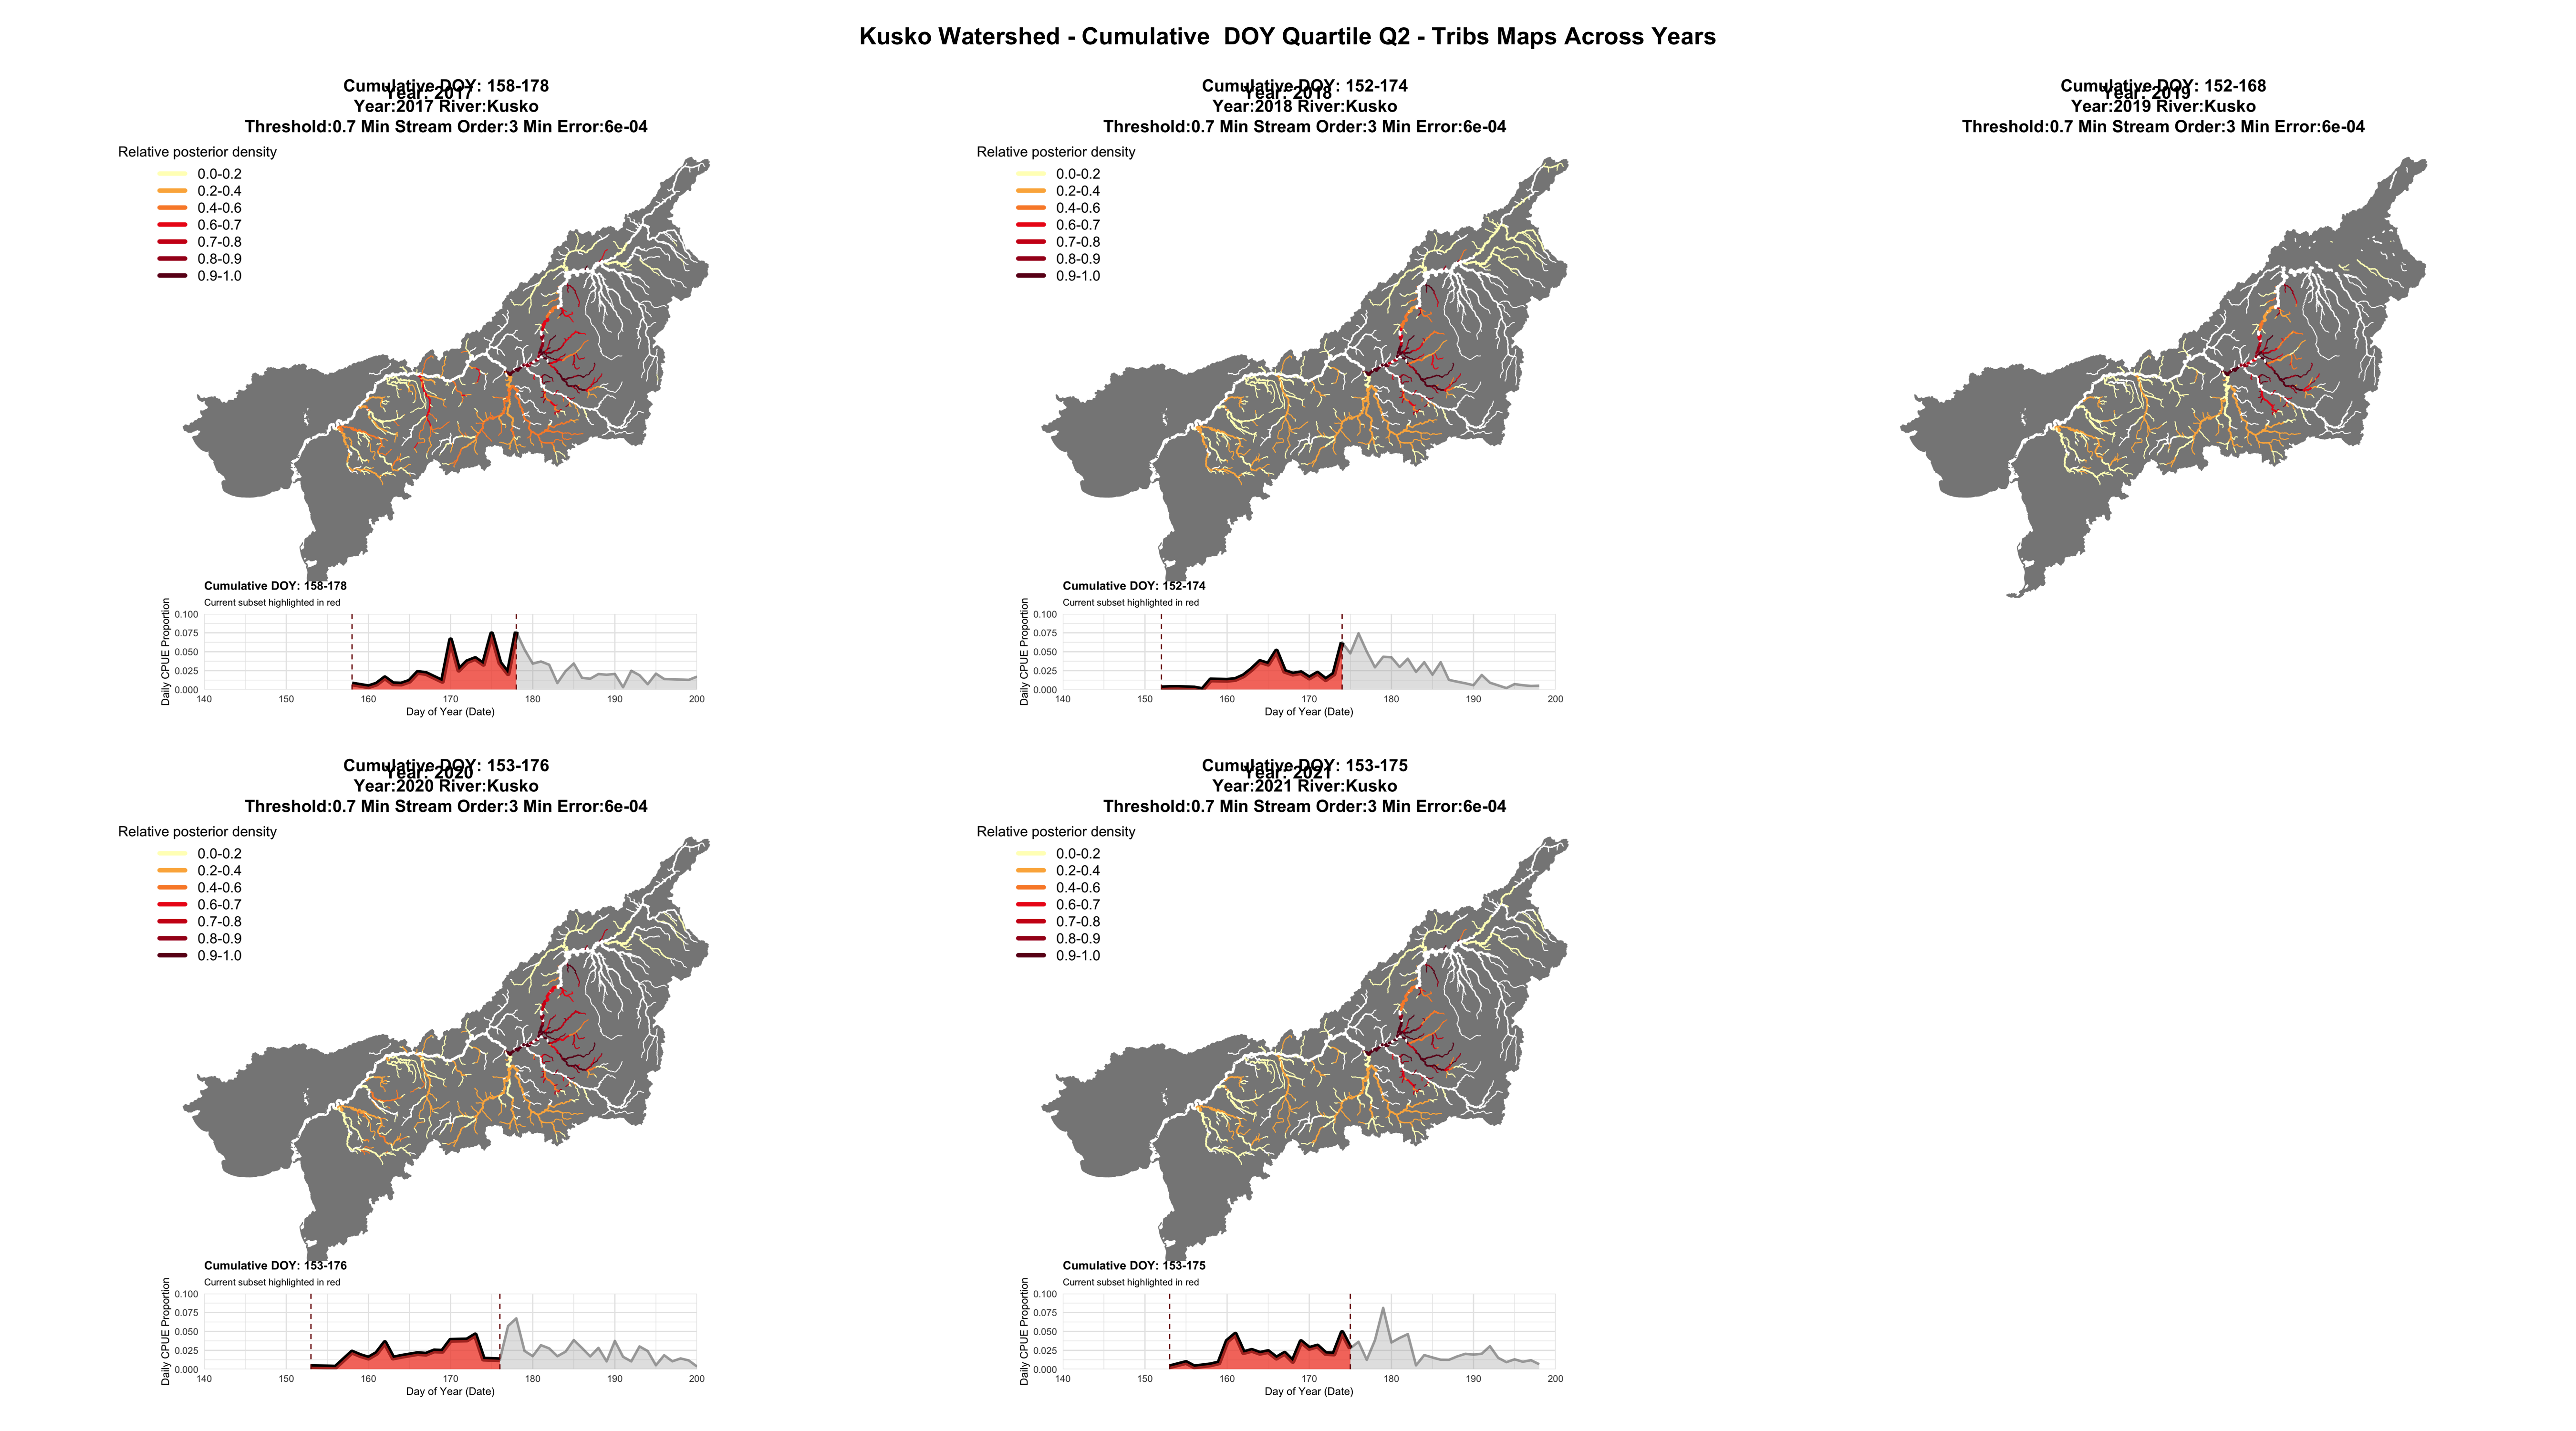 Kusko Watershed - Cumulative  DOY Quartile Q2 - Tribs Maps Across Years
Cumulative DOY: 158-178
Year: 2017
Year:2017 River:Kusko
Threshold:0.7 Min Stream Order:3 Min Error:6e-04
Relative posterior density
0.0-0.2
0.2-0.4
0.4-0.6
0.6-0.7
0.7-0.8
0.8-0.9
0.9-1.0
Cumulative DOY: 158-178
Current subset highlighted in red
Daily CPUE Proportion
0.100
0.075
0.050
0.025
0.000
140 150 160 170 180 190 200
Day of Year (Date)
Cumulative DOY: 152-174
Year: 2018
Year:2018 River:Kusko
Threshold:0.7 Min Stream Order:3 Min Error:6e-04
Relative posterior density
0.0-0.2
0.2-0.4
0.4-0.6
0.6-0.7
0.7-0.8
0.8-0.9
0.9-1.0
Cumulative DOY: 152-174
Current subset highlighted in red
Daily CPUE Proportion
0.100
0.075
0.050
0.025
0.000
140 150 160 170 180 190 200
Day of Year (Date)
Cumulative DOY: 152-168
Year: 2019
Year:2019 River:Kusko
Threshold:0.7 Min Stream Order:3 Min Error:6e-04
Cumulative DOY: 153-176
Year: 2020
Year:2020 River:Kusko
Threshold:0.7 Min Stream Order:3 Min Error:6e-04
Relative posterior density
0.0-0.2
0.2-0.4
0.4-0.6
0.6-0.7
0.7-0.8
0.8-0.9
0.9-1.0
Cumulative DOY: 153-176
Current subset highlighted in red
Daily CPUE Proportion
0.100
0.075
0.050
0.025
0.000
140 150 160 170 180 190 200
Day of Year (Date)
Cumulative DOY: 153-175
Year: 2021
Year:2021 River:Kusko
Threshold:0.7 Min Stream Order:3 Min Error:6e-04
Relative posterior density
0.0-0.2
0.2-0.4
0.4-0.6
0.6-0.7
0.7-0.8
0.8-0.9
0.9-1.0
Cumulative DOY: 153-175
Current subset highlighted in red
Daily CPUE Proportion
0.100
0.075
0.050
0.025
0.000
140 150 160 170 180 190 200
Day of Year (Date)